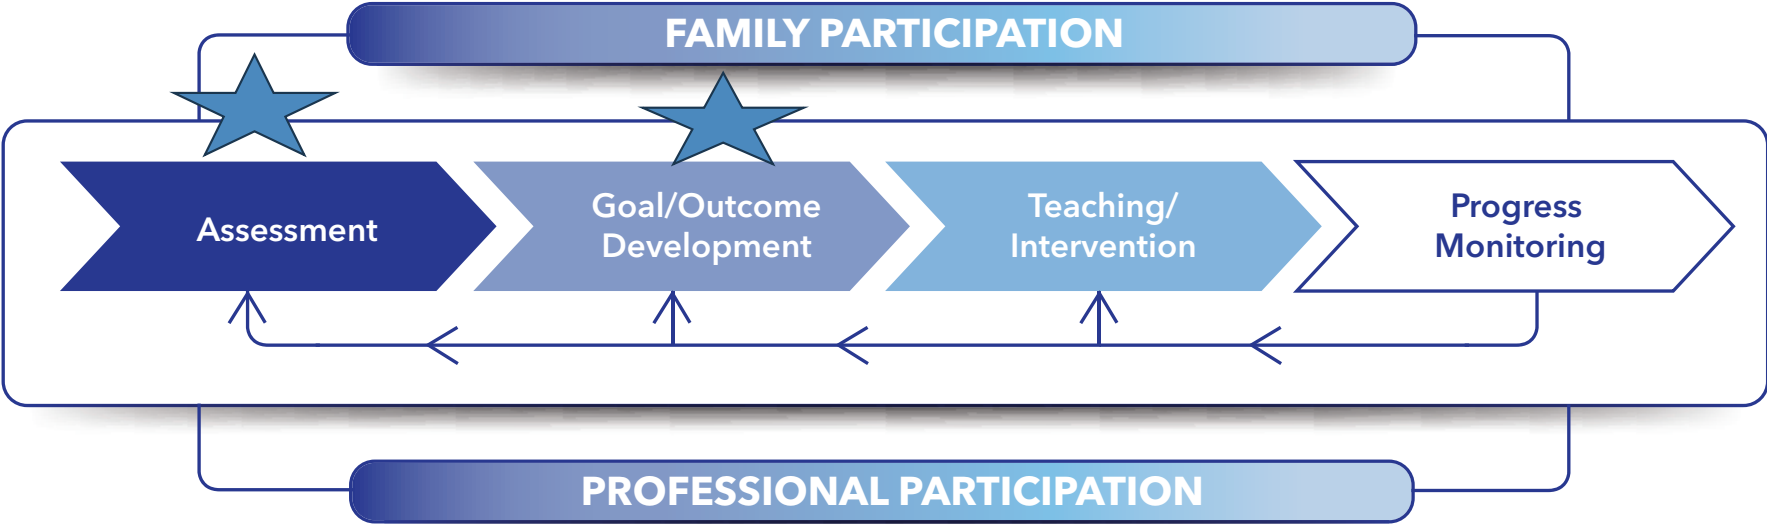 FAMILY PARTICIPATION
Assessment
Goal/Outcome
Development
Teaching/
Intervention
Progress
Monitoring
PROFESSIONAL PARTICIPATION